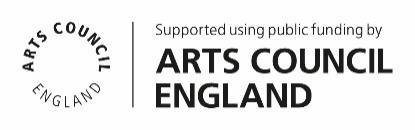 ARTS COUNCIL
ENGLAND
Supported using public funding by
ARTS COUNCIL
ENGLAND